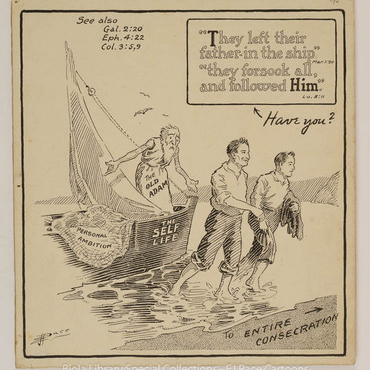 See also
Gal. 2:20
Eph. 4:22
Col. 3:5,9
"They left their
father in the ship"
Mar. 1:20
"they forsook all,
and followed Him."
Lu. 5:11
Have you?
THE
OLD
ADAM
PERSONAL
AMBITION
THE
SELF
LIFE
EJ Pace
TO ENTIRE
CONSECRATION
Biola Library Special Collections - EJ Pace Cartoons